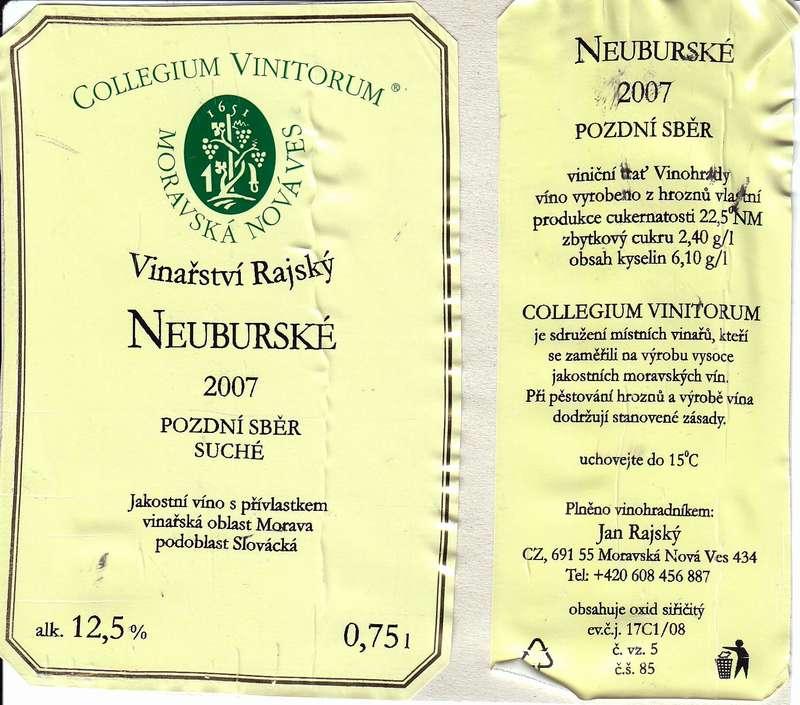 COLLEGIUM VINITORUM®
1651
MORAVSKÁ NOVÁ VES
Vinařství Rajský
NEUBURSKÉ
2007
POZDNÍ SBĚR
SUCHÉ
Jakostní víno s přívlastkem
vinařská oblast Morava
podoblast Slovácká
alk. 12,5 %
0,75 l
NEUBURSKÉ
2007
POZDNÍ SBĚR
viniční trať Vinohrady
víno vyrobeno z hroznů vlastní
produkce cukernatosti 22,5°NM
zbytkový cukru 2,40 g/l
obsah kyselin 6,10 g/l
COLLEGIUM VINITORUM
je sdružení místních vinařů, kteří
se zaměřili na výrobu vysoce
jakostních moravských vín.
Při pěstování hroznů a výrobě vína
dodržují stanovené zásady.
uchovejte do 15°C
Plněno vinohradníkem:
Jan Rajský
CZ, 691 55 Moravská Nová Ves 434
Tel: +420 608 456 887
obsahuje oxid siřičitý
ev.č.j. 17C1/08
č. vz. 5
č.š. 85